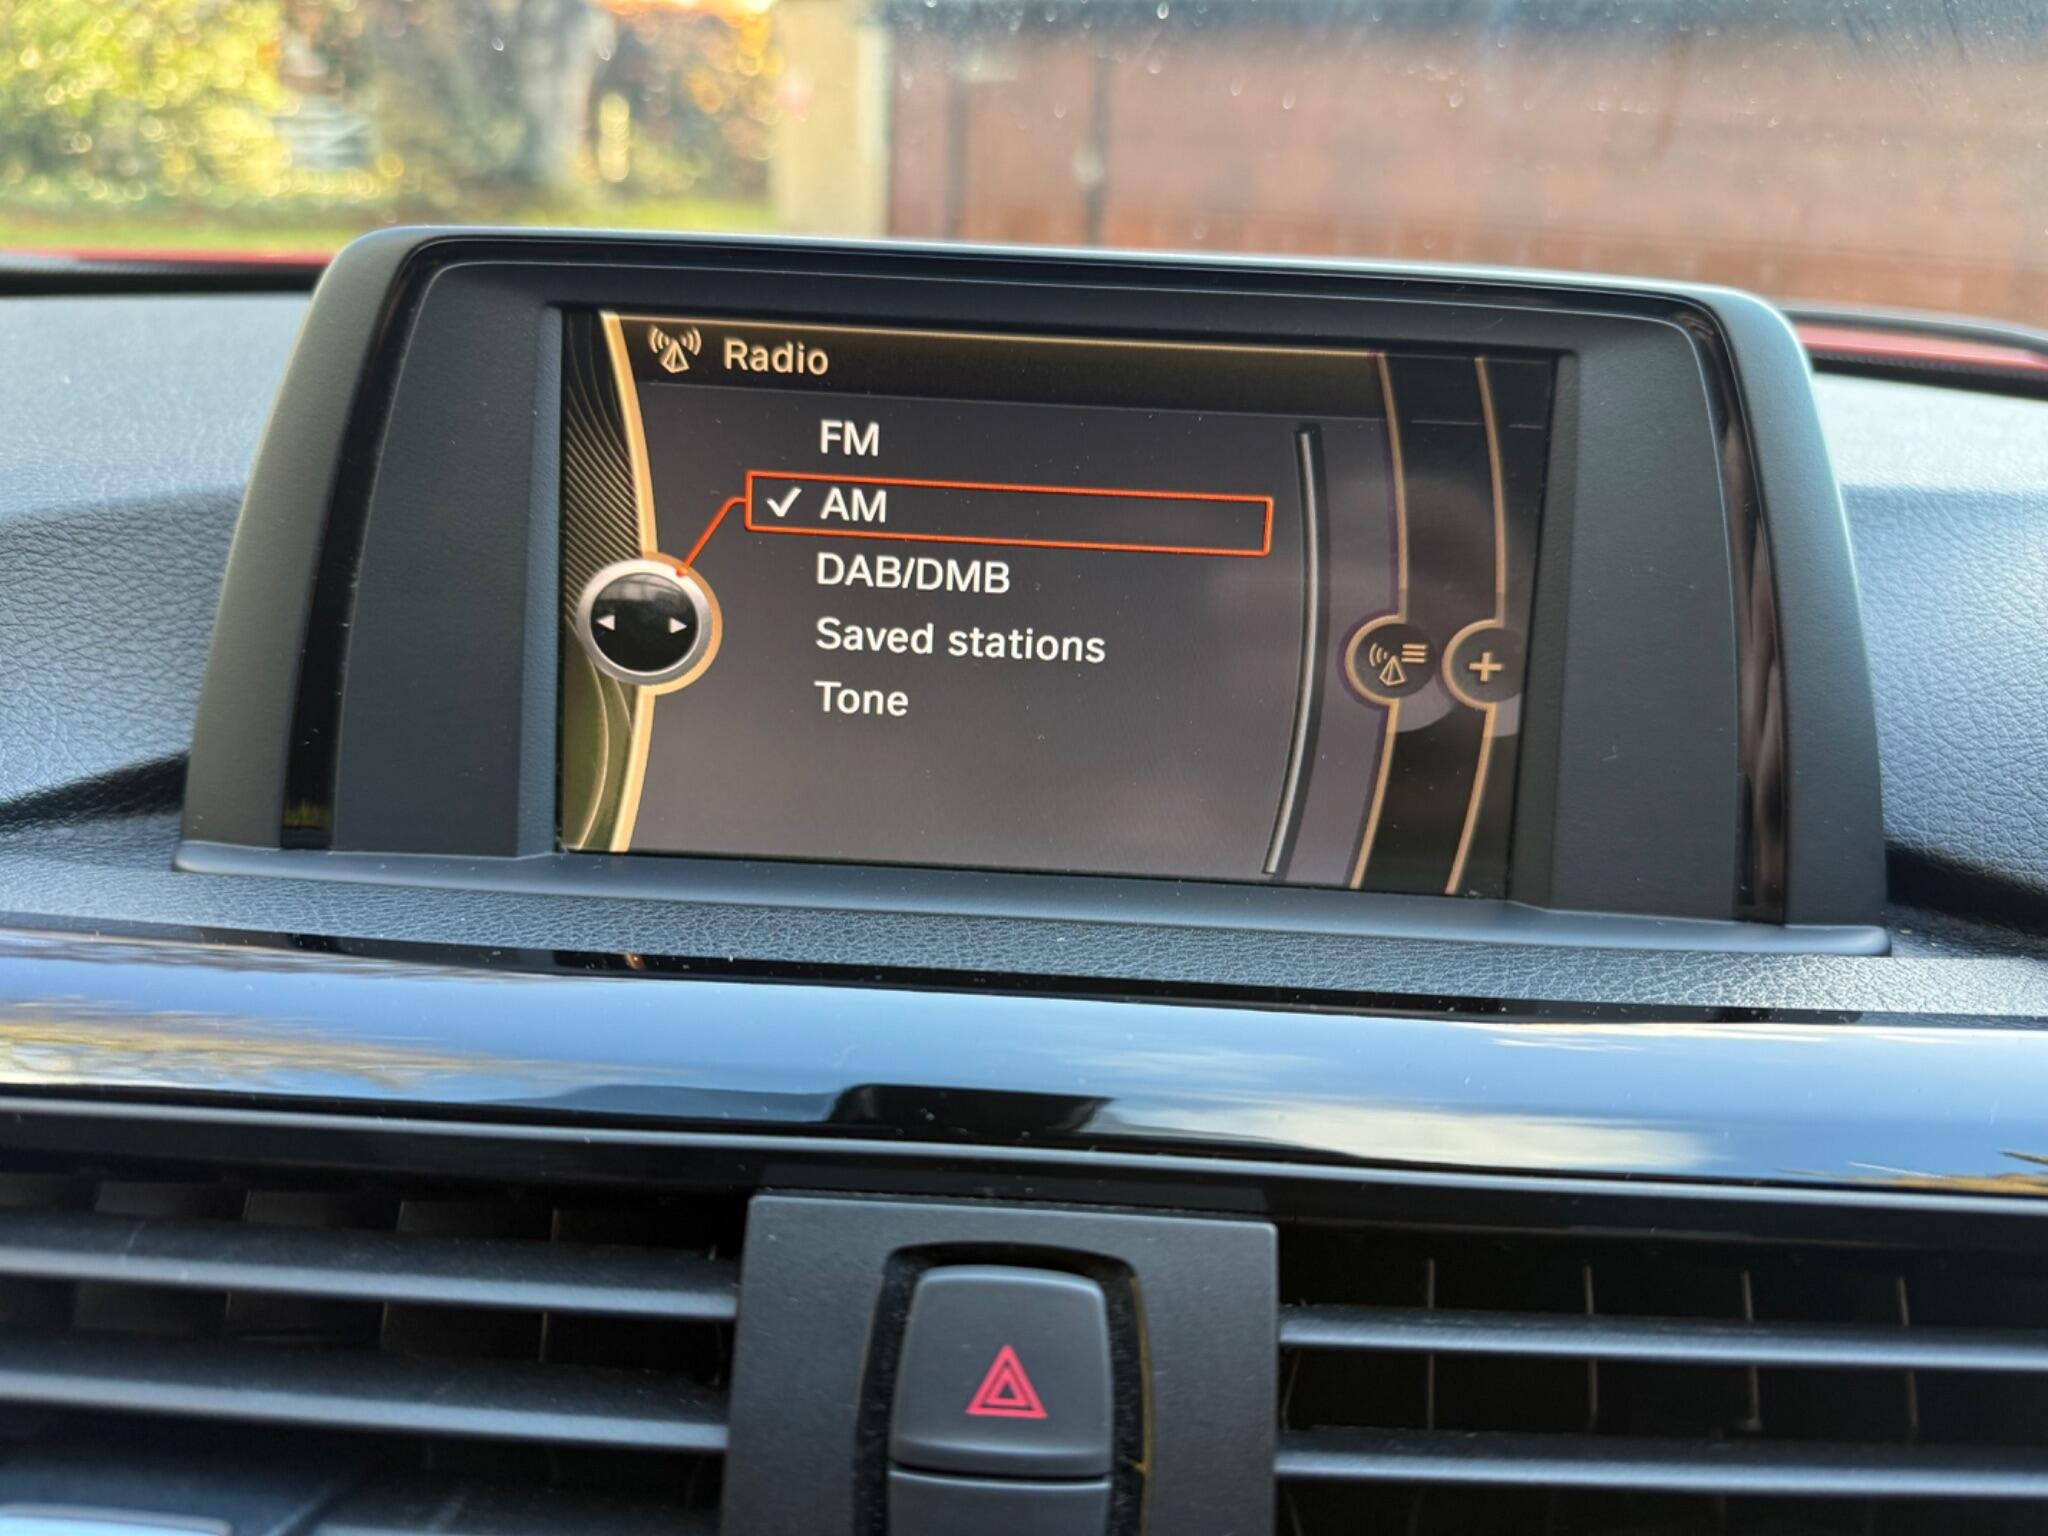 Radio
FM
AM
DAB/DMB
Saved stations
Tone